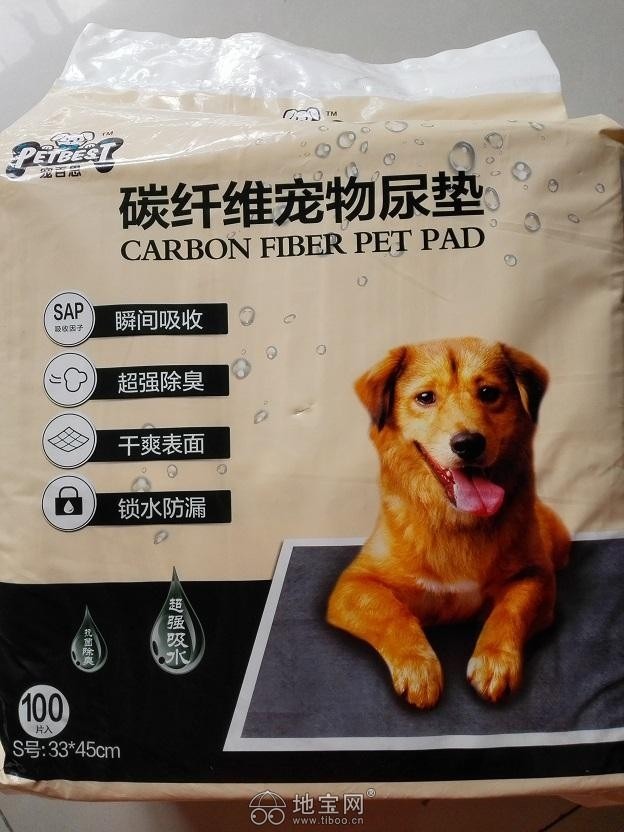 PETBEST TM
宠百思
TM
碳纤维宠物尿垫
CARBON FIBER PET PAD
SAP
吸收因子
瞬间吸收
超强除臭
干爽表面
锁水防漏
抗菌除臭
超强吸水
100
片入
S号:33*45cm
地宝网®
www.tiboo.cn